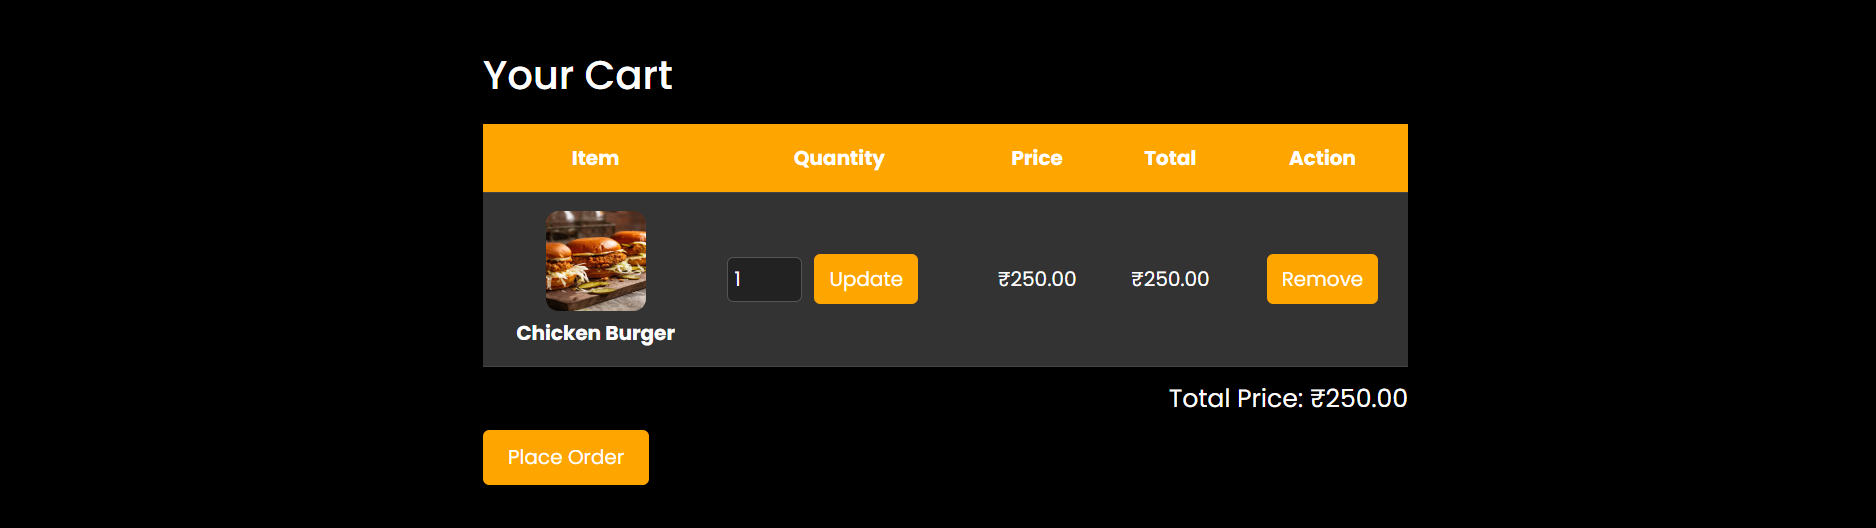 Your Cart
Item Quantity Price Total Action
1 Update ₹250.00 ₹250.00 Remove
Chicken Burger
Total Price: ₹250.00
Place Order